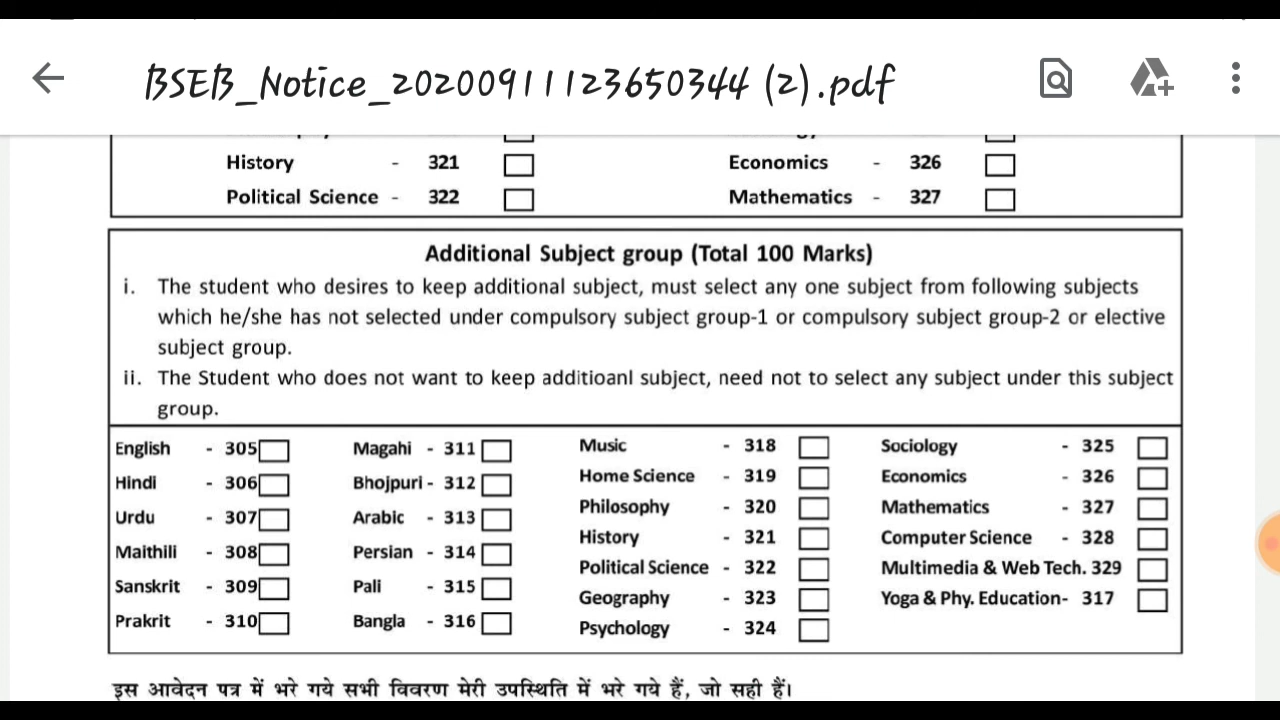 BSEB_Notice_20200911123650344 (2).pdf
History - 321 Economics - 326
Political Science - 322 Mathematics - 327
Additional Subject group (Total 100 Marks)
i. The student who desires to keep additional subject, must select any one subject from following subjects
which he/she has not selected under compulsory subject group-1 or compulsory subject group-2 or elective
subject group.
ii. The Student who does not want to keep additioanl subject, need not to select any subject under this subject
group.
English - 305 Magahi - 311 Music - 318 Sociology - 325
Hindi - 306 Bhojpuri - 312 Home Science - 319 Economics - 326
Urdu - 307 Arabic - 313 Philosophy - 320 Mathematics - 327
Maithili - 308 Persian - 314 History - 321 Computer Science - 328
Sanskrit - 309 Pali - 315 Political Science - 322 Multimedia & Web Tech. 329
Prakrit - 310 Bangla - 316 Geography - 323 Yoga & Phy. Education- 317
Psychology - 324
इस आवेदन पत्र में भरे गये सभी विवरण मेरी उपस्थिति में भरे गये हैं, जो सही हैं।